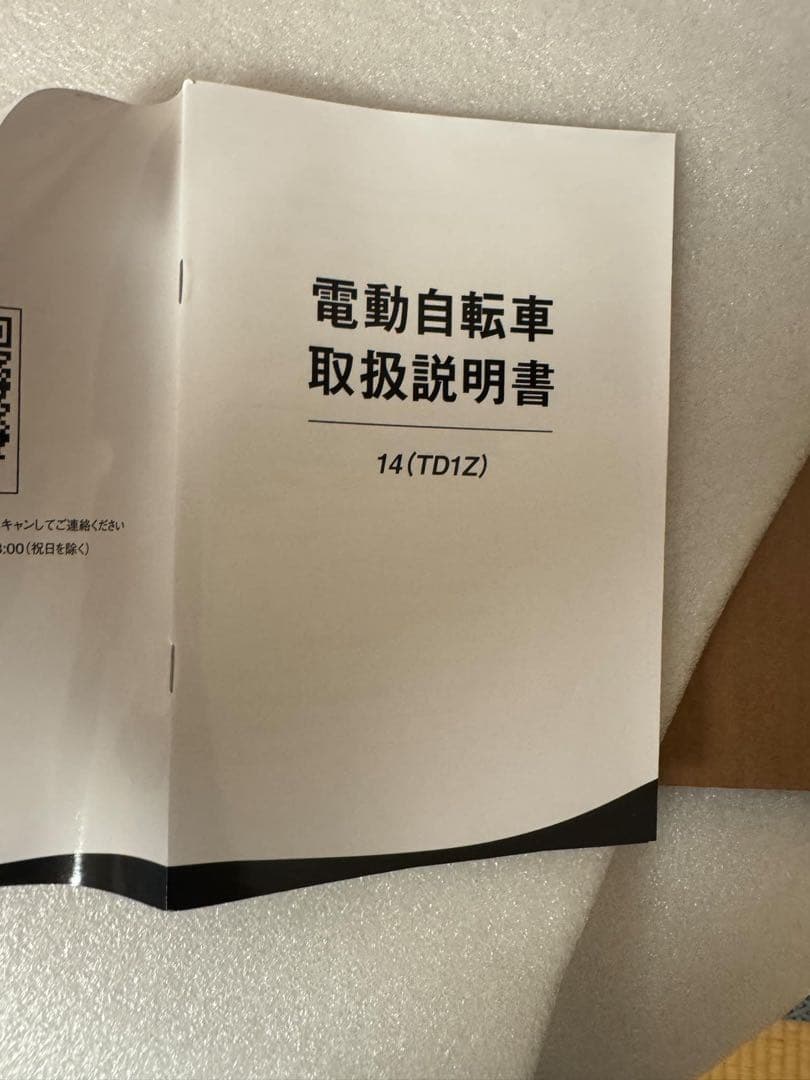 電動自転車
取扱説明書
14(TD1Z)
キャンしてご連絡ください
:00(祝日を除く)